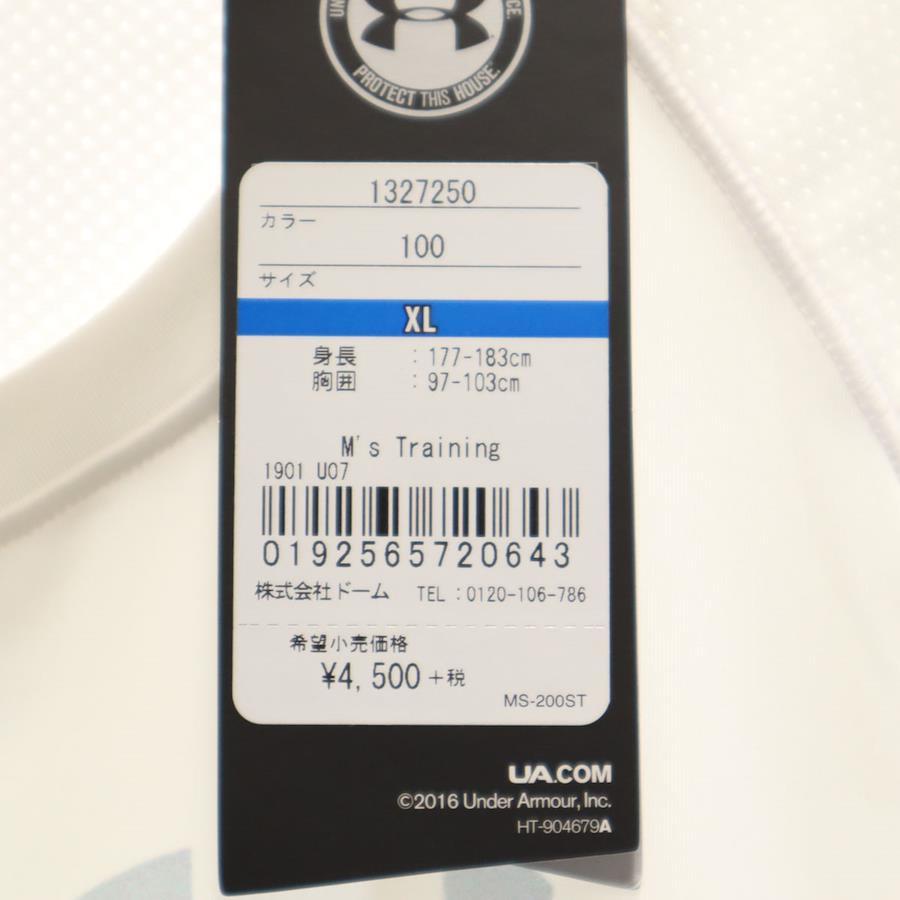 PROTECT THIS HOUSE.
1327250
カラー
100
サイズ
XL
身長 : 177-183cm
胸囲 : 97-103cm
M's Training
1901 U07
0192565720643
株式会社ドーム TEL : 0120-106-786
希望小売価格
¥4,500 +税
MS-200ST
UA.COM
©2016 Under Armour, Inc.
HT-904679A